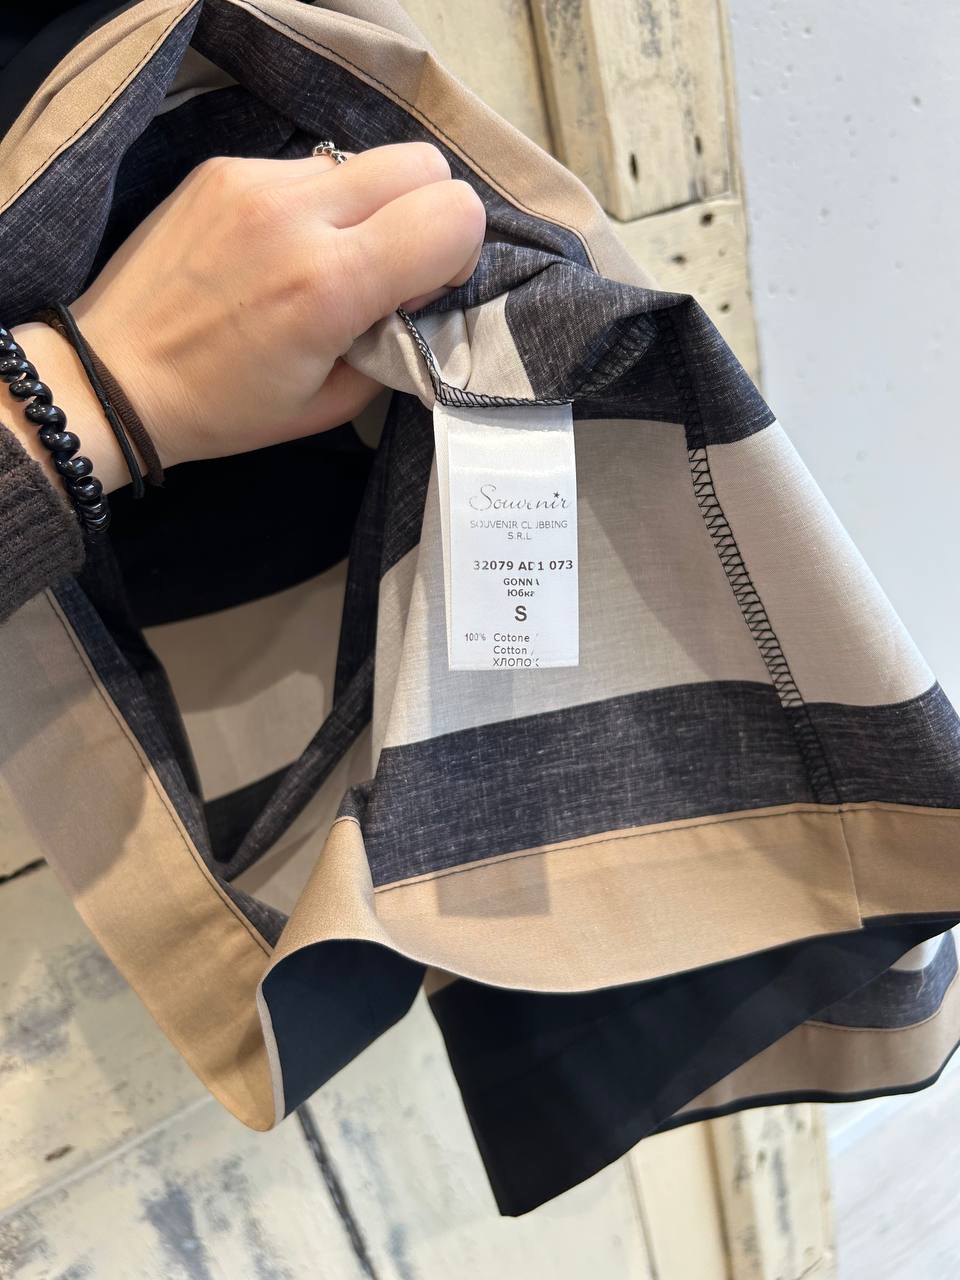 Souvenir
SOUVENIR CLUBBING
S.R.L
32079 AD1 073
GONNA
Юбка
S
100% Cotone /
Cotton /
ХЛОПОК